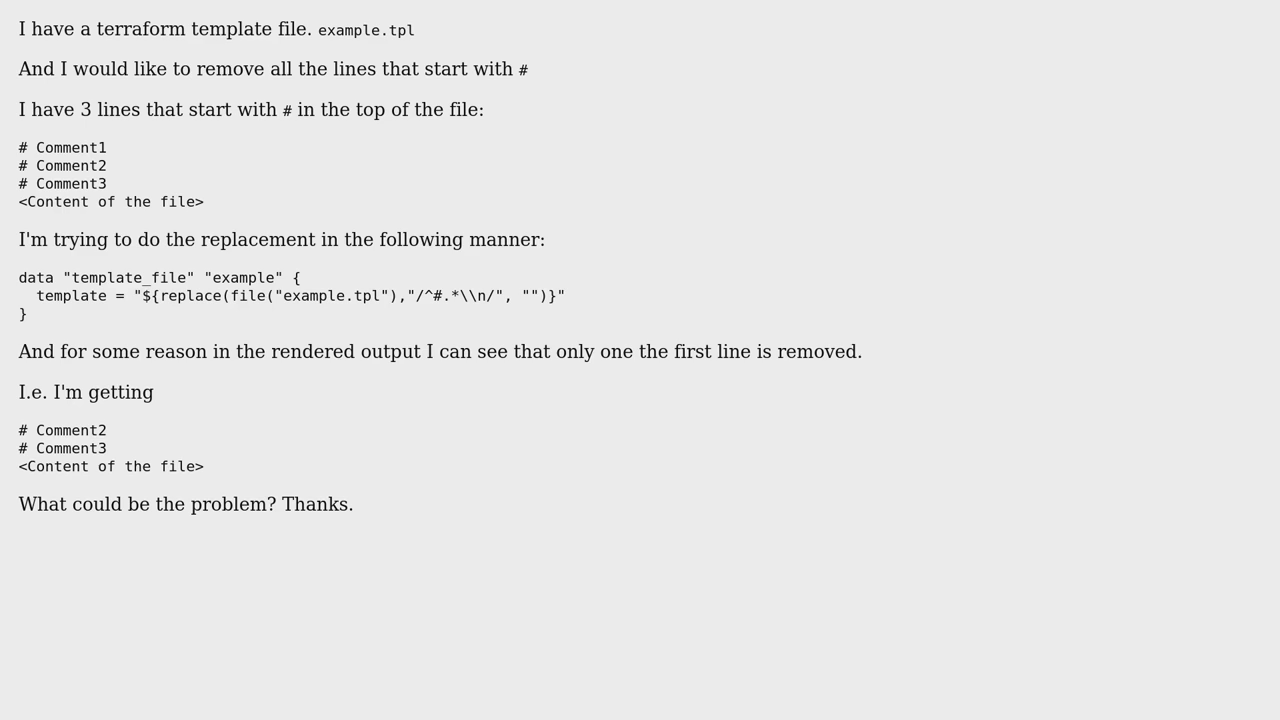 I have a terraform template file. example.tpl
And I would like to remove all the lines that start with #
I have 3 lines that start with # in the top of the file:
# Comment1
# Comment2
# Comment3
<Content of the file>
I'm trying to do the replacement in the following manner:
data "template_file" "example" {
  template = "${replace(file("example.tpl"),"/^#.*\\n/", "")}"
}
And for some reason in the rendered output I can see that only one the first line is removed.
I.e. I'm getting
# Comment2
# Comment3
<Content of the file>
What could be the problem? Thanks.